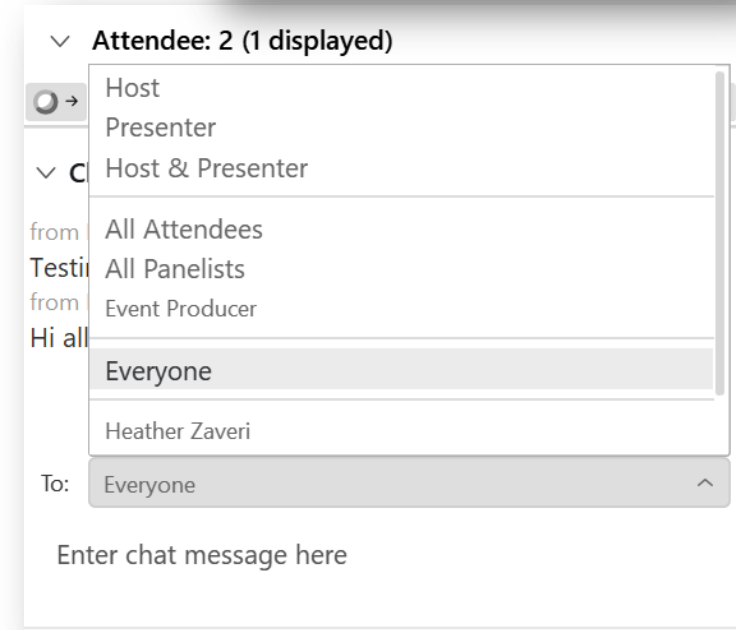 Attendee: 2 (1 displayed)
Host
Presenter
Host & Presenter
from
All Attendees
All Panelists
from
Event Producer
Hi all
Everyone
Heather Zaveri
To: Everyone
Enter chat message here